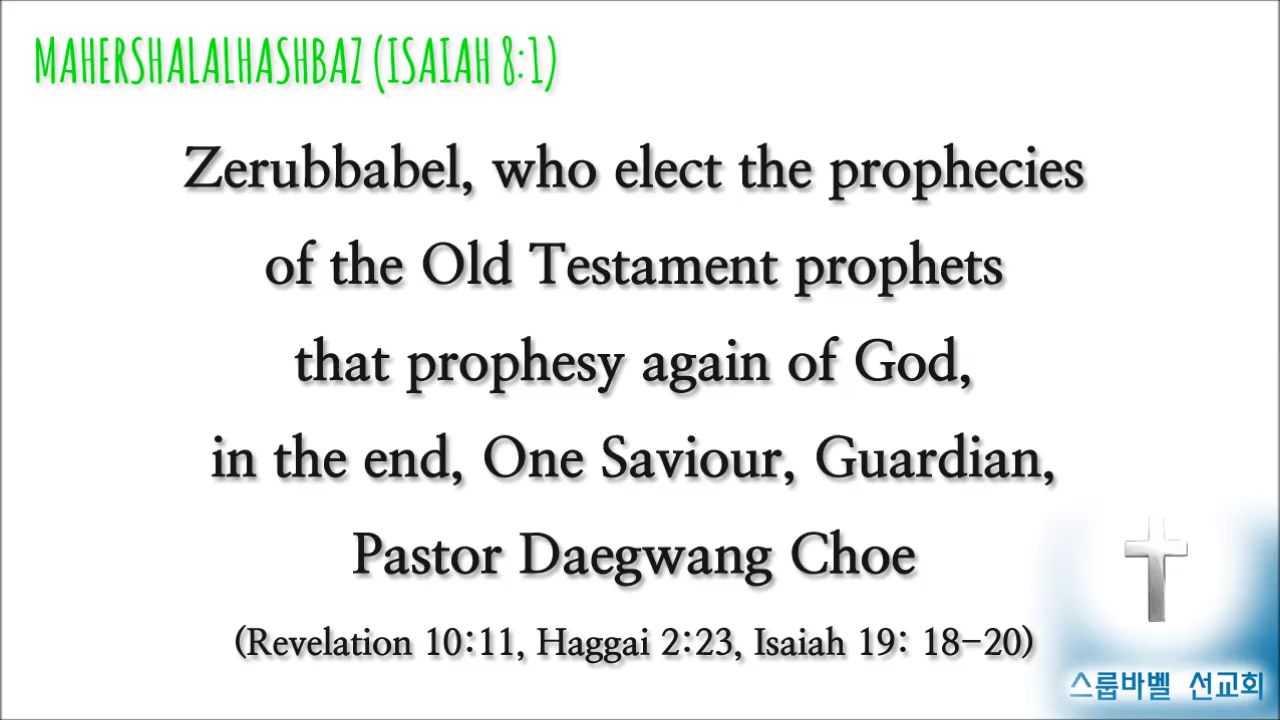 MAHERSHALALHASHBAZ (ISAIAH 8:1)
Zerubbabel, who elect the prophecies
of the Old Testament prophets
that prophesy again of God,
in the end, One Saviour, Guardian,
Pastor Daegwang Choe
(Revelation 10:11, Haggai 2:23, Isaiah 19: 18-20)
스룹바벨 선교회